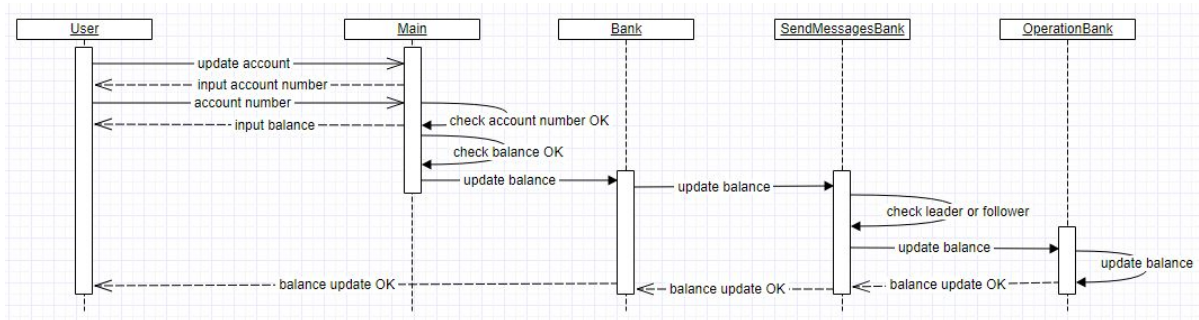 User
Main
Bank
SendMessagesBank
OperationBank
update account
input account number
account number
check account number OK
input balance
check balance OK
update balance
update balance
check leader or follower
update balance
update balance
balance update OK
balance update OK
balance update OK